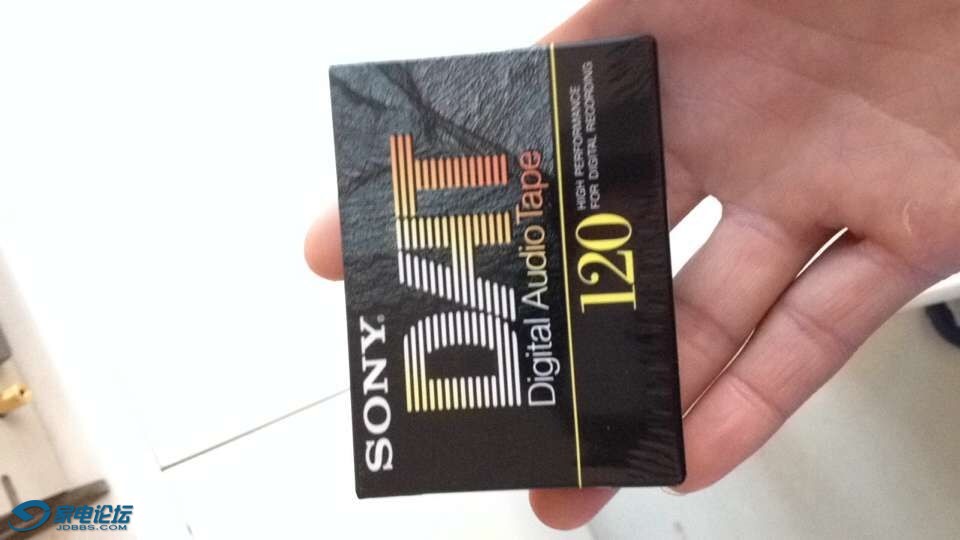 SONY®
DAT
Digital Audio Tape
120
HIGH PERFORMANCE
FOR DIGITAL RECORDING
家电论坛
JDBBS.COM